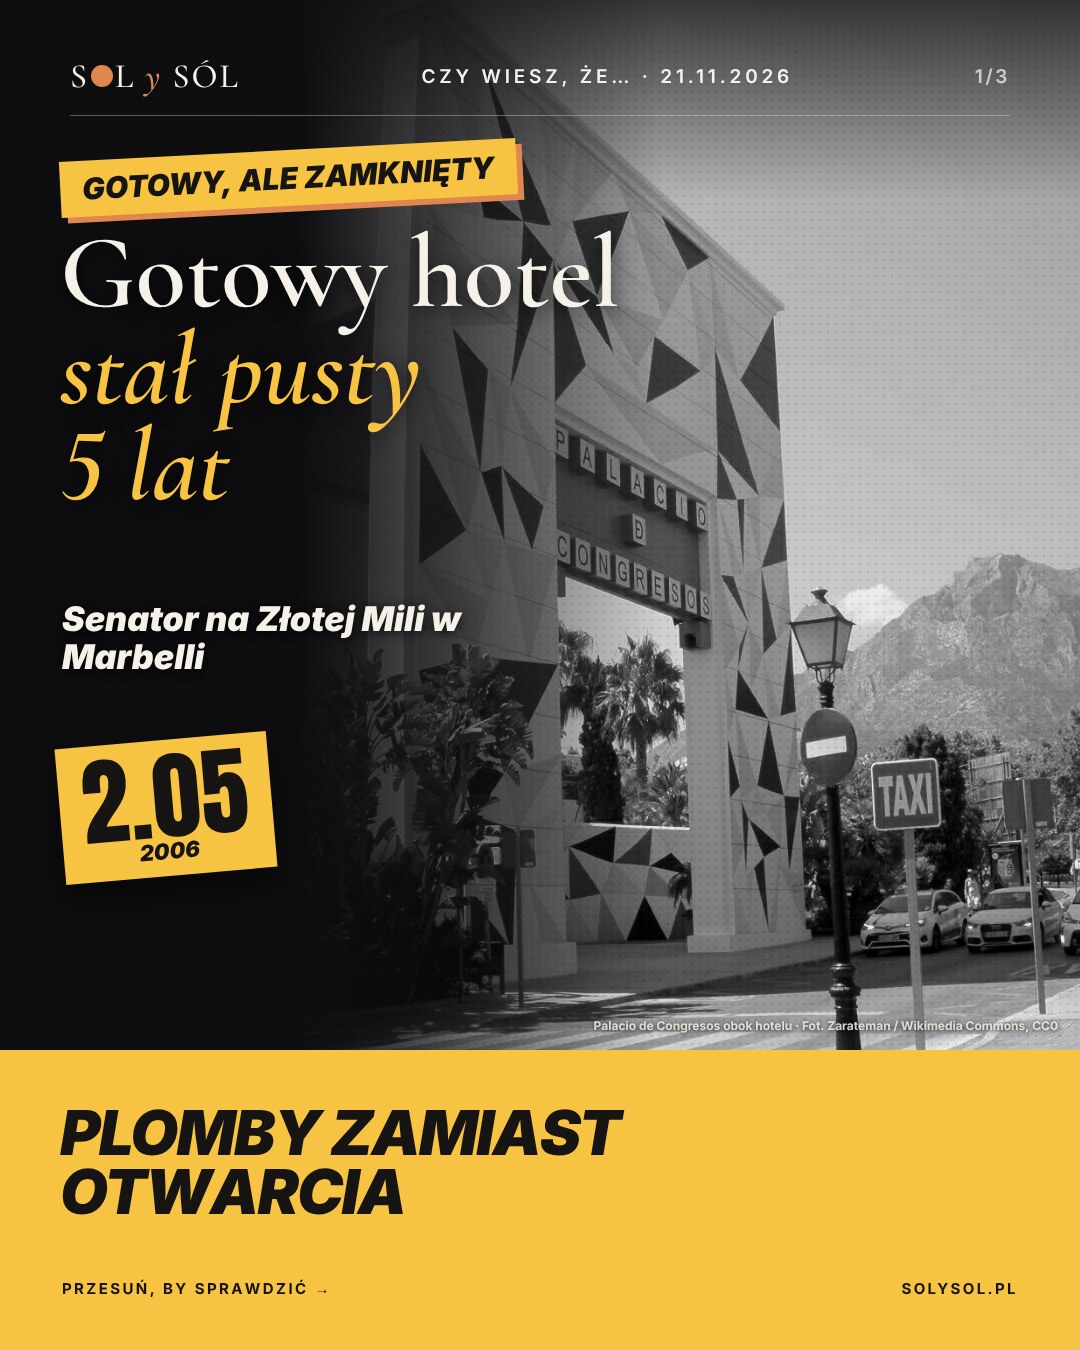 SOL y SÓL
CZY WIESZ, ŻE… · 21.11.2026
1/3
GOTOWY, ALE ZAMKNIĘTY
Gotowy hotel
stał pusty
5 lat
PALACIO
D
CONGRESOS
Senator na Złotej Mili w
Marbelli
2.05
2006
TAXI
Palacio de Congresos obok hotelu · Fot. Zarateman / Wikimedia Commons, CC0
PLOMBY ZAMIAST
OTWARCIA
PRZESUŃ, BY SPRAWDZIĆ →
SOLYSOL.PL